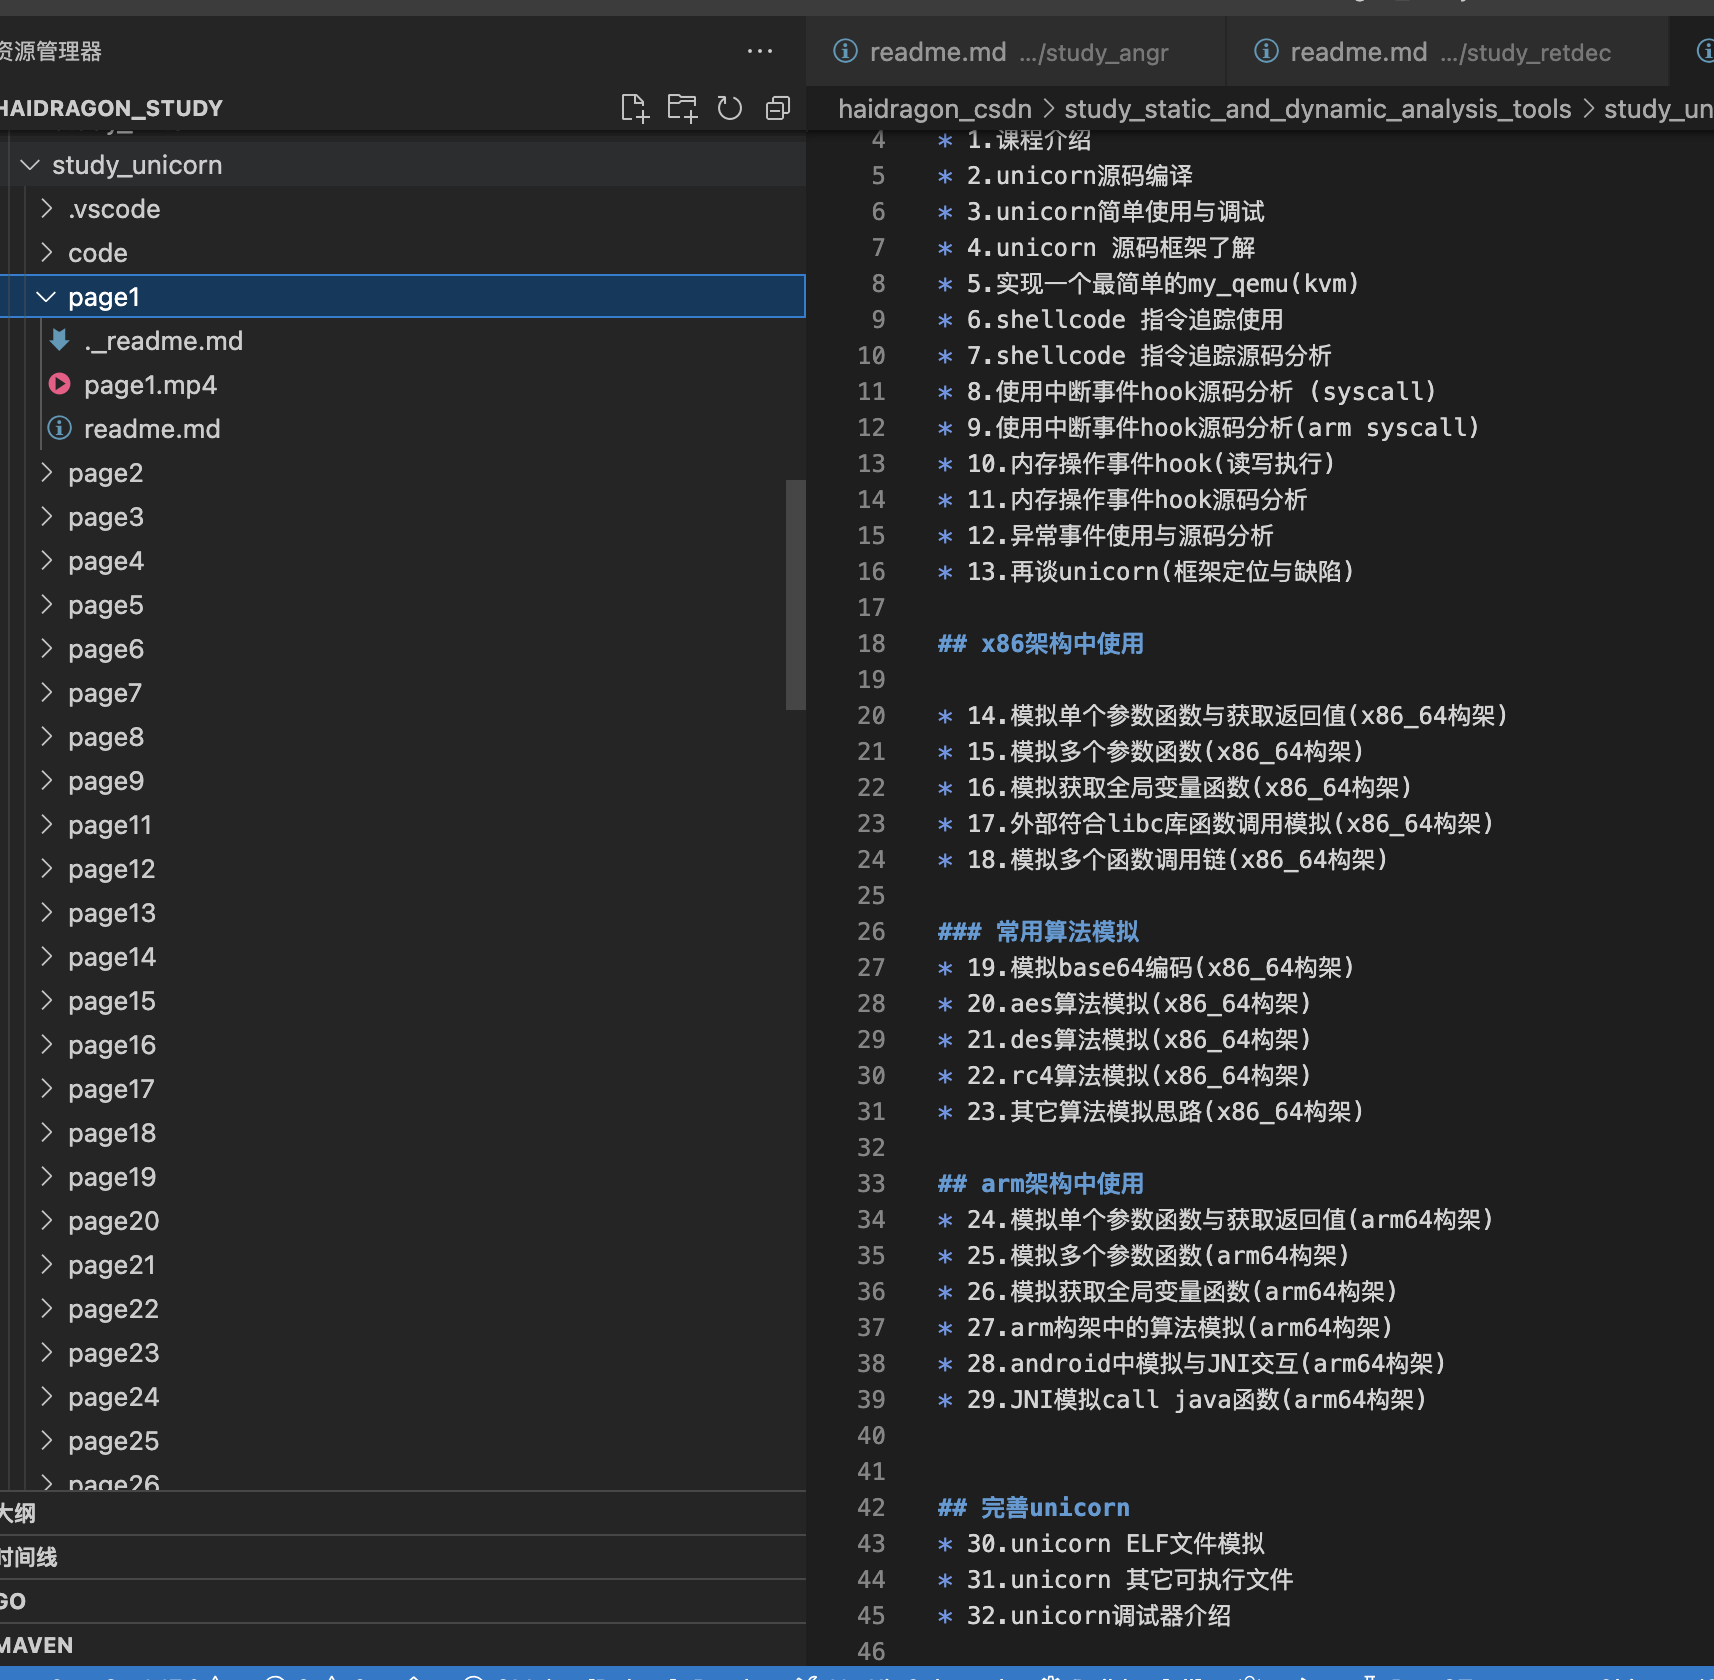 资源管理器
HAIDRAGON_STUDY
study_unicorn
.vscode
code
page1
._readme.md
page1.mp4
readme.md
page2
page3
page4
page5
page6
page7
page8
page9
page11
page12
page13
page14
page15
page16
page17
page18
page19
page20
page21
page22
page23
page24
page25
page26
大纲
时间线
GO
MAVEN
readme.md .../study_angr
readme.md .../study_retdec
haidragon_csdn > study_static_and_dynamic_analysis_tools > study_un
4 * 1.课程介绍
5 * 2.unicorn源码编译
6 * 3.unicorn简单使用与调试
7 * 4.unicorn 源码框架了解
8 * 5.实现一个最简单的my_qemu(kvm)
9 * 6.shellcode 指令追踪使用
10 * 7.shellcode 指令追踪源码分析
11 * 8.使用中断事件hook源码分析 (syscall)
12 * 9.使用中断事件hook源码分析(arm syscall)
13 * 10.内存操作事件hook(读写执行)
14 * 11.内存操作事件hook源码分析
15 * 12.异常事件使用与源码分析
16 * 13.再谈unicorn(框架定位与缺陷)
17
18 ## x86架构中使用
19
20 * 14.模拟单个参数函数与获取返回值(x86_64构架)
21 * 15.模拟多个参数函数(x86_64构架)
22 * 16.模拟获取全局变量函数(x86_64构架)
23 * 17.外部符合libc库函数调用模拟(x86_64构架)
24 * 18.模拟多个函数调用链(x86_64构架)
25
26 ### 常用算法模拟
27 * 19.模拟base64编码(x86_64构架)
28 * 20.aes算法模拟(x86_64构架)
29 * 21.des算法模拟(x86_64构架)
30 * 22.rc4算法模拟(x86_64构架)
31 * 23.其它算法模拟思路(x86_64构架)
32
33 ## arm架构中使用
34 * 24.模拟单个参数函数与获取返回值(arm64构架)
35 * 25.模拟多个参数函数(arm64构架)
36 * 26.模拟获取全局变量函数(arm64构架)
37 * 27.arm构架中的算法模拟(arm64构架)
38 * 28.android中模拟与JNI交互(arm64构架)
39 * 29.JNI模拟call java函数(arm64构架)
40
41
42 ## 完善unicorn
43 * 30.unicorn ELF文件模拟
44 * 31.unicorn 其它可执行文件
45 * 32.unicorn调试器介绍
46